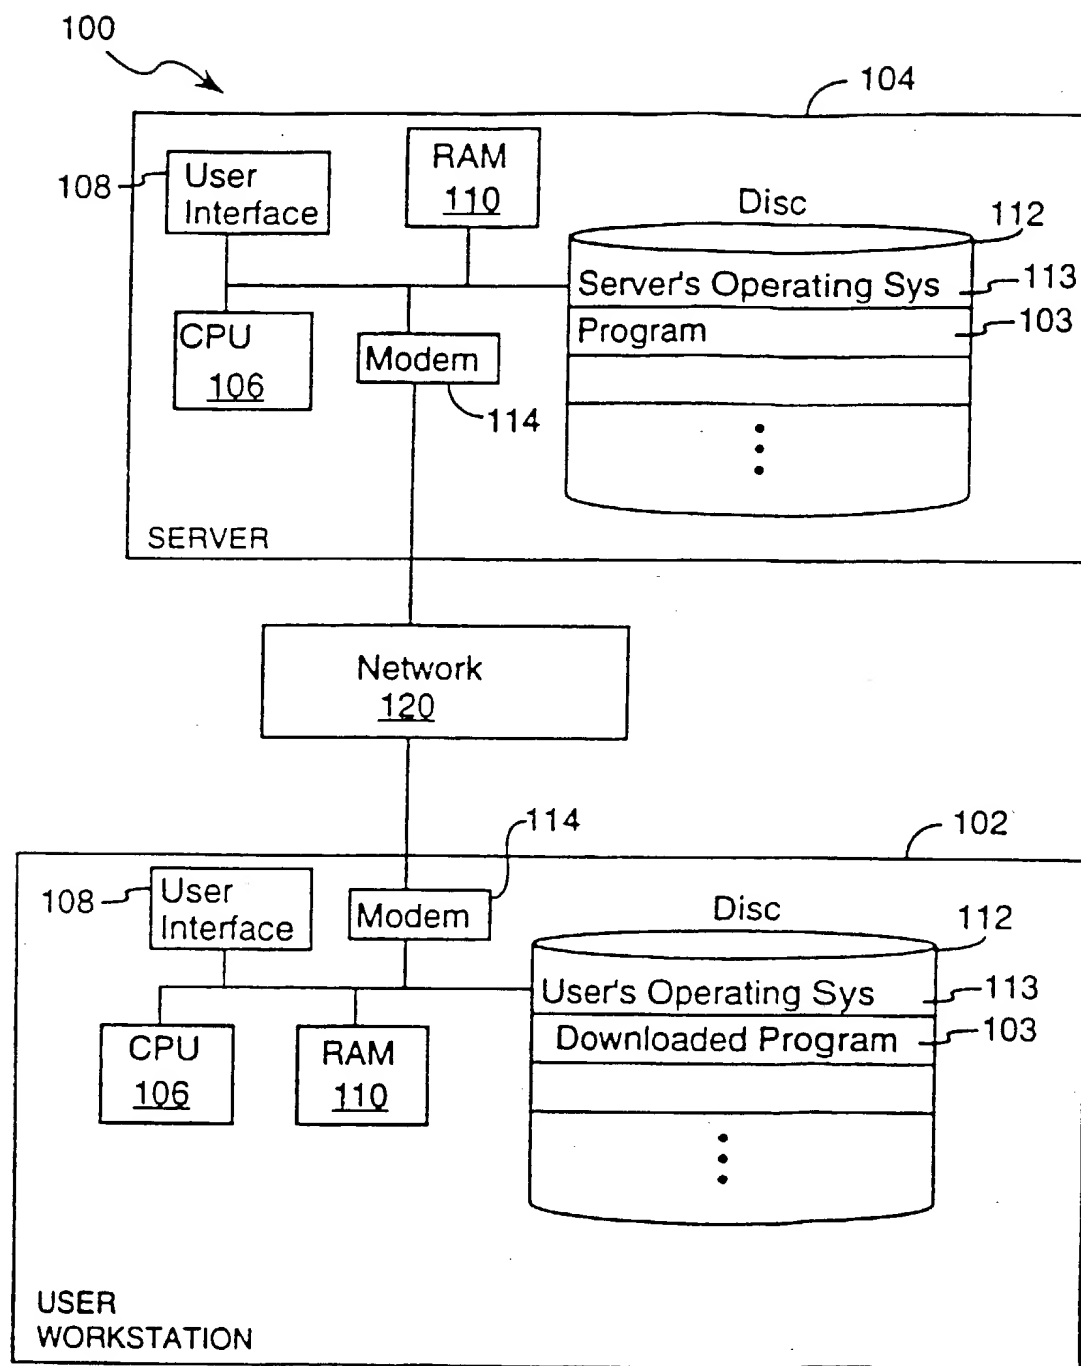 100
104
108
User
Interface
RAM
110
Disc
112
Server's Operating Sys
113
Program
103
CPU
106
Modem
114
SERVER
Network
120
114
102
108
User
Interface
Modem
Disc
112
User's Operating Sys
113
Downloaded Program
103
CPU
106
RAM
110
USER
WORKSTATION